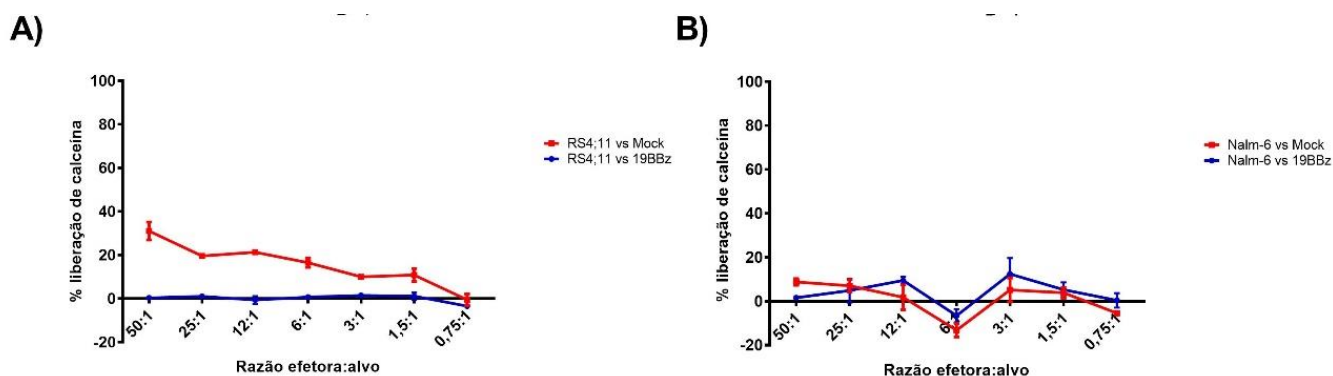 A)
100
80
60
40
20
0
-20
% liberação de calceína
50:1
25:1
12:1
6:1
3:1
1,5:1
0,75:1
Razão efetora:alvo
RS4;11 vs Mock
RS4;11 vs 19BBz
B)
100
80
60
40
20
0
-20
% liberação de calceína
50:1
25:1
12:1
3:1
1,5:1
0,75:1
Razão efetora:alvo
Nalm-6 vs Mock
Nalm-6 vs 19BBz